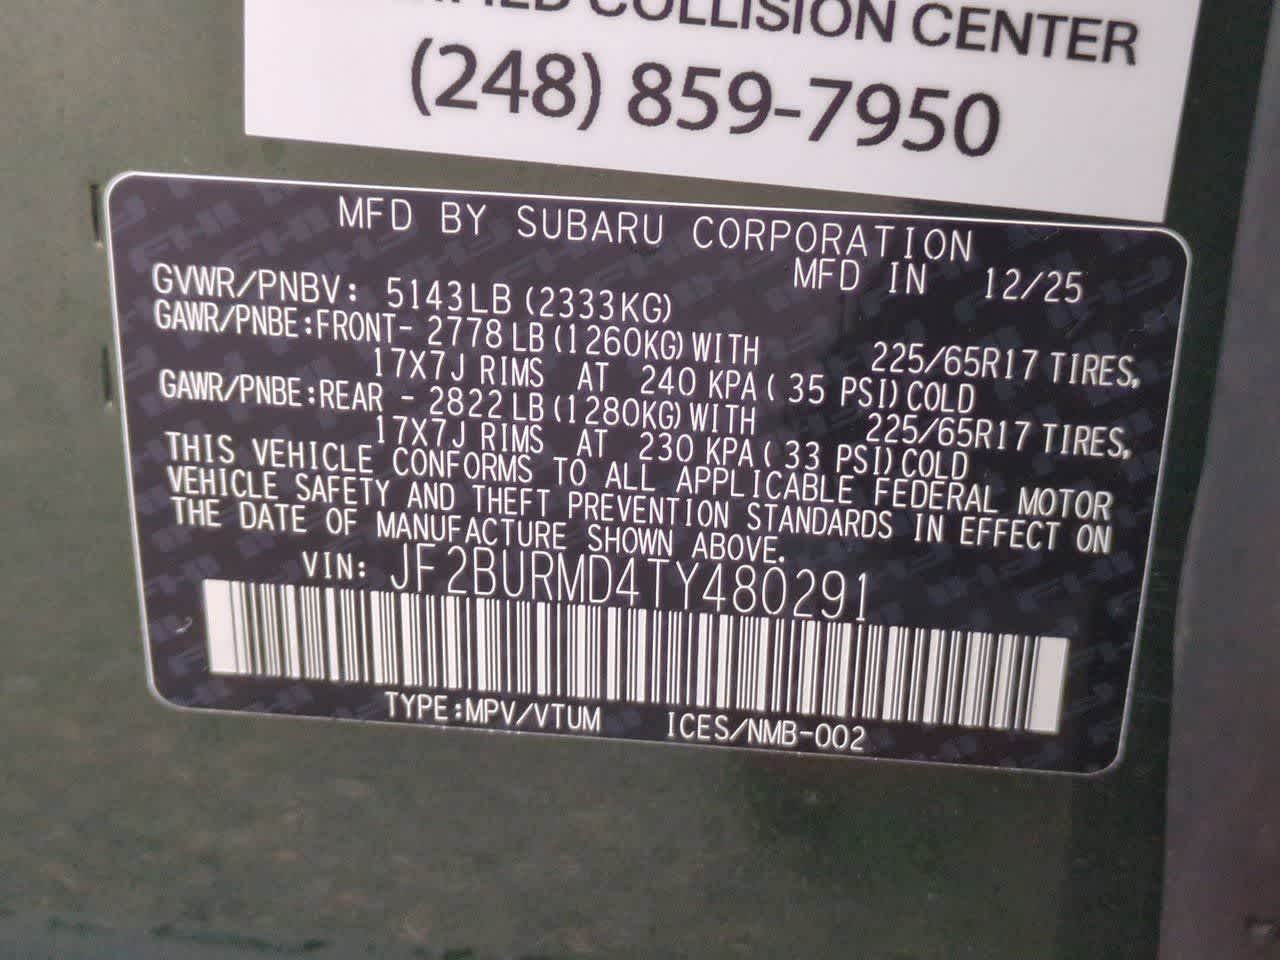 COLLISION CENTER
(248) 859-7950
MFD BY SUBARU CORPORATION
MFD IN 12/25
GVWR/PNBV: 5143LB (2333KG)
GAWR/PNBE:FRONT- 2778 LB (1260KG) WITH 225/65R17 TIRES,
17X7J RIMS AT 240 KPA ( 35 PSI) COLD
GAWR/PNBE:REAR - 2822 LB (1280KG) WITH 225/65R17 TIRES,
17X7J RIMS AT 230 KPA ( 33 PSI) COLD
THIS VEHICLE CONFORMS TO ALL APPLICABLE FEDERAL MOTOR
VEHICLE SAFETY AND THEFT PREVENTION STANDARDS IN EFFECT ON
THE DATE OF MANUFACTURE SHOWN ABOVE.
VIN: JF2BURMD4TY480291
TYPE:MPV/VTUM ICES/NMB-002